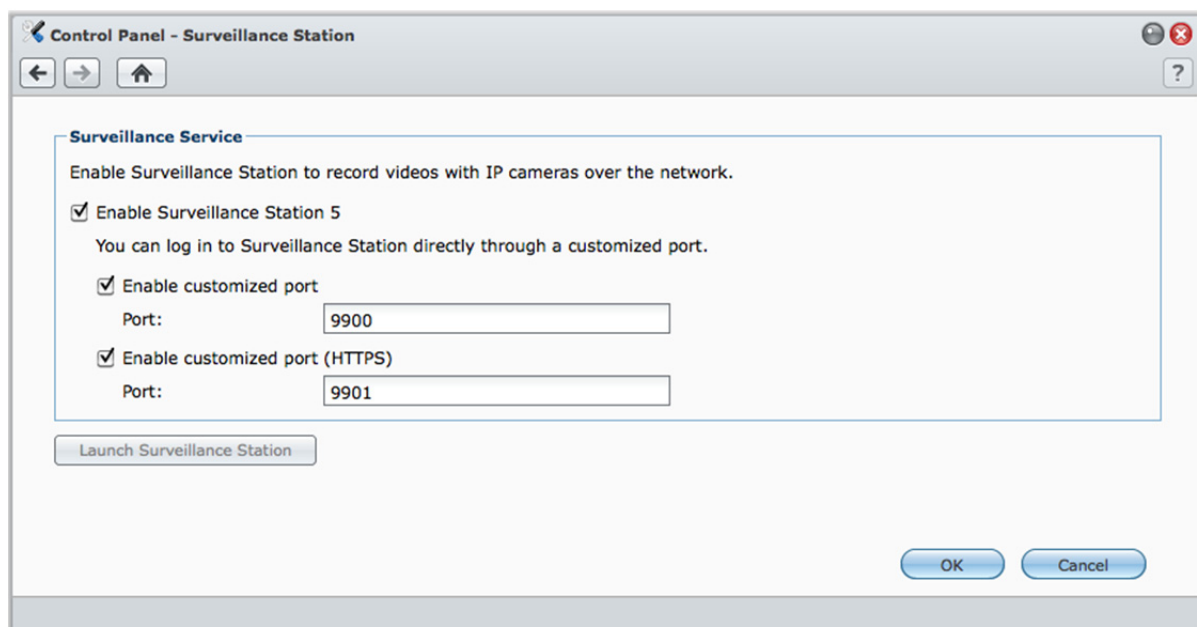 Control Panel - Surveillance Station
?
Surveillance Service
Enable Surveillance Station to record videos with IP cameras over the network.
Enable Surveillance Station 5
You can log in to Surveillance Station directly through a customized port.
Enable customized port
Port: 9900
Enable customized port (HTTPS)
Port: 9901
Launch Surveillance Station
OK Cancel